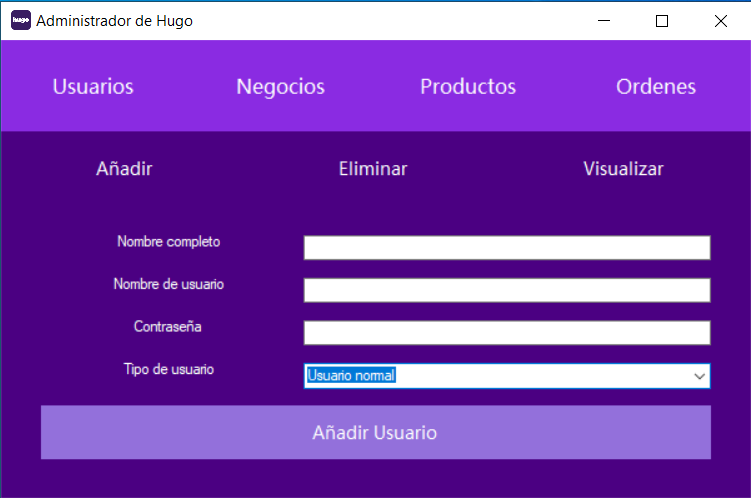 hugo Administrador de Hugo
Usuarios Negocios Productos Ordenes
Añadir Eliminar Visualizar
Nombre completo
Nombre de usuario
Contraseña
Tipo de usuario Usuario normal
Añadir Usuario